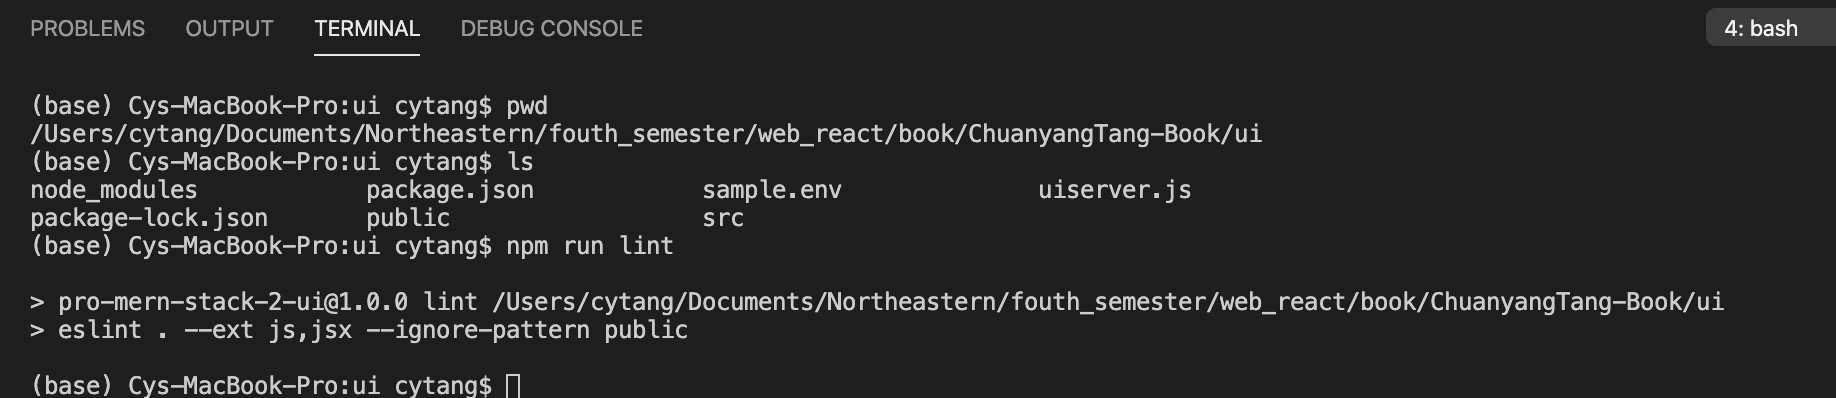 PROBLEMS OUTPUT TERMINAL DEBUG CONSOLE 4: bash
(base) Cys-MacBook-Pro:ui cytang$ pwd
/Users/cytang/Documents/Northeastern/fouth_semester/web_react/book/ChuanyangTang-Book/ui
(base) Cys-MacBook-Pro:ui cytang$ ls
node_modules package.json sample.env uiserver.js
package-lock.json public src
(base) Cys-MacBook-Pro:ui cytang$ npm run lint
> pro-mern-stack-2-ui@1.0.0 lint /Users/cytang/Documents/Northeastern/fouth_semester/web_react/book/ChuanyangTang-Book/ui
> eslint . --ext js,jsx --ignore-pattern public
(base) Cys-MacBook-Pro:ui cytang$